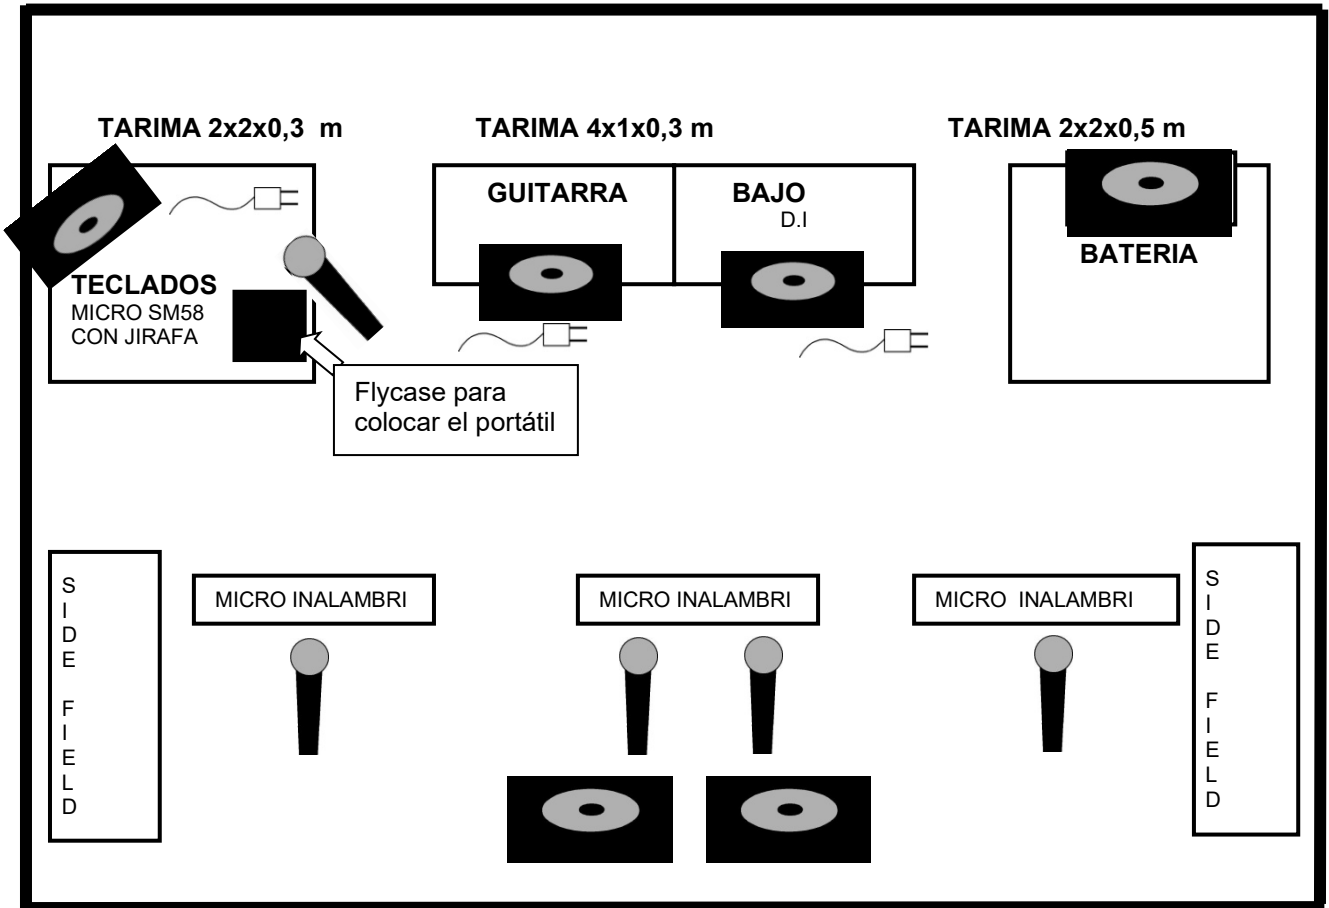 TARIMA 2x2x0,3 m
TARIMA 4x1x0,3 m
TARIMA 2x2x0,5 m
GUITARRA
BAJO
D.I
BATERIA
TECLADOS
MICRO SM58
CON JIRAFA
Flycase para
colocar el portátil
S
I
D
E
F
I
E
L
D
MICRO INALAMBRI
MICRO INALAMBRI
MICRO INALAMBRI
S
I
D
E
F
I
E
L
D